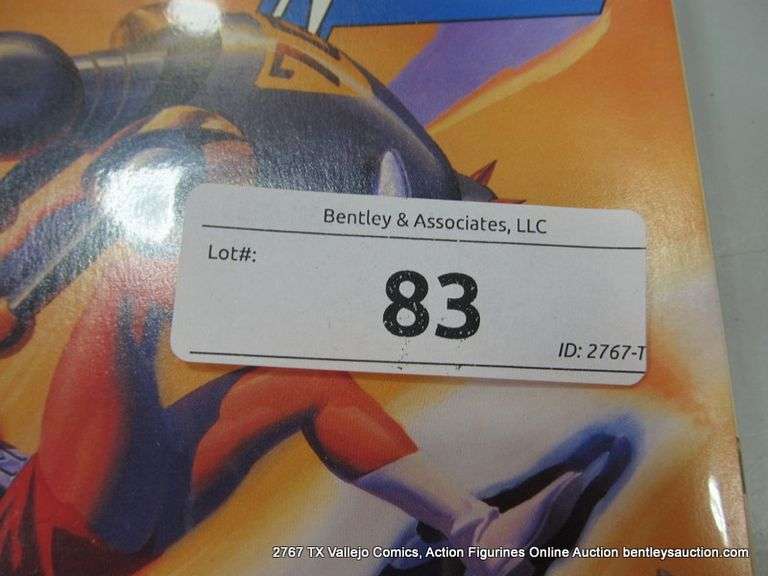 Bentley & Associates, LLC
Lot#:
83
ID: 2767-T
2767 TX Vallejo Comics, Action Figurines Online Auction bentleysauction.com